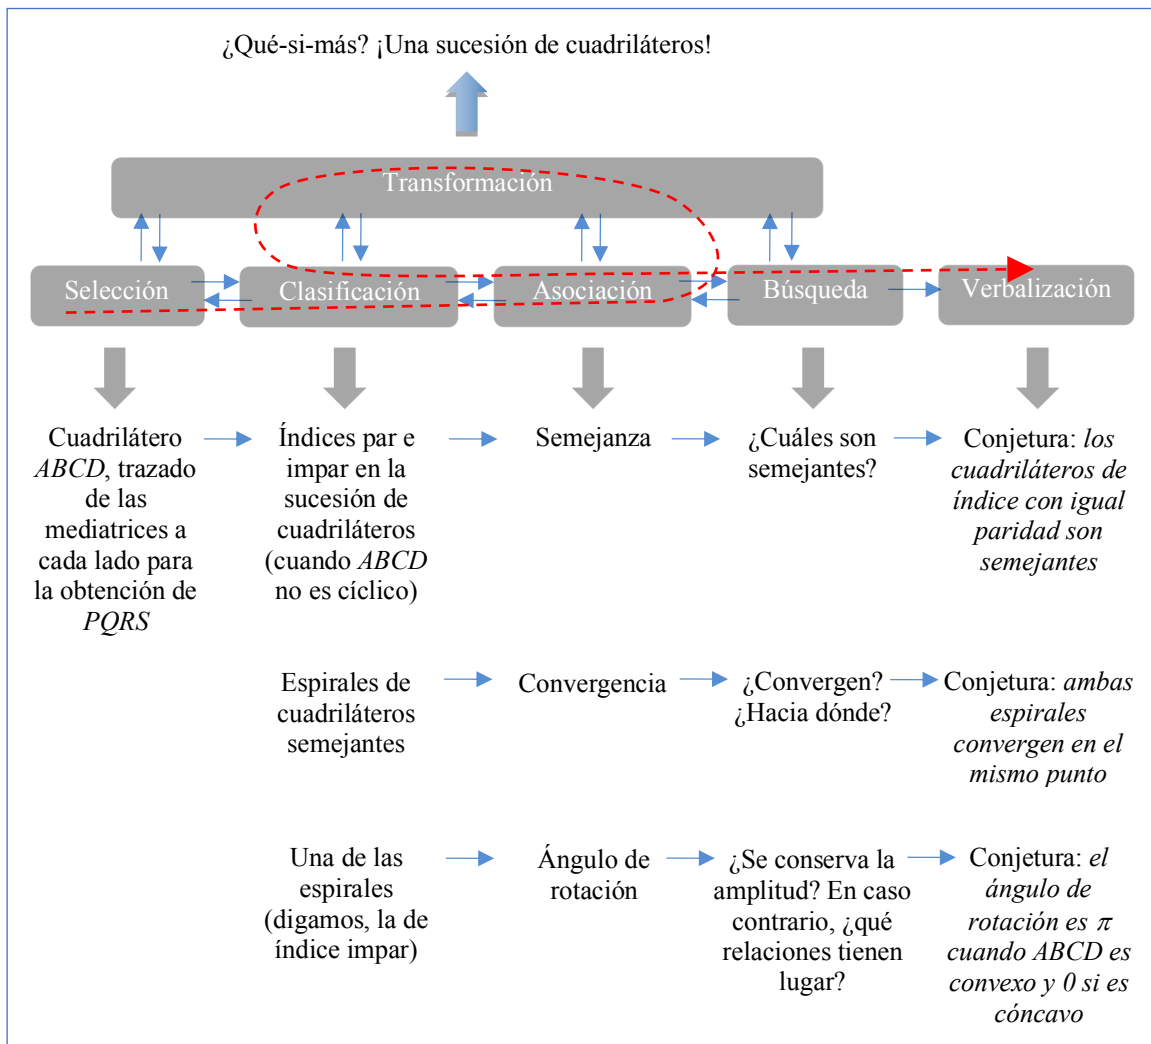 ¿Qué-si-más? ¡Una sucesión de cuadriláteros!
Transformación
Selección
Clasificación
Asociación
Búsqueda
Verbalización
Cuadrilátero
ABCD, trazado
de las
mediatrices a
cada lado para
la obtención de
PQRS
Índices par e
impar en la
sucesión de
cuadriláteros
(cuando ABCD
no es cíclico)
Semejanza
¿Cuáles son
semejantes?
Conjetura: los
cuadriláteros de
índice con igual
paridad son
semejantes
Espirales de
cuadriláteros
semejantes
Convergencia
¿Convergen?
¿Hacia dónde?
Conjetura: ambas
espirales
convergen en el
mismo punto
Una de las
espirales
(digamos, la de
índice impar)
Ángulo de
rotación
¿Se conserva la
amplitud? En caso
contrario, ¿qué
relaciones tienen
lugar?
Conjetura: el
ángulo de
rotación es π
cuando ABCD es
convexo y 0 si es
cóncavo